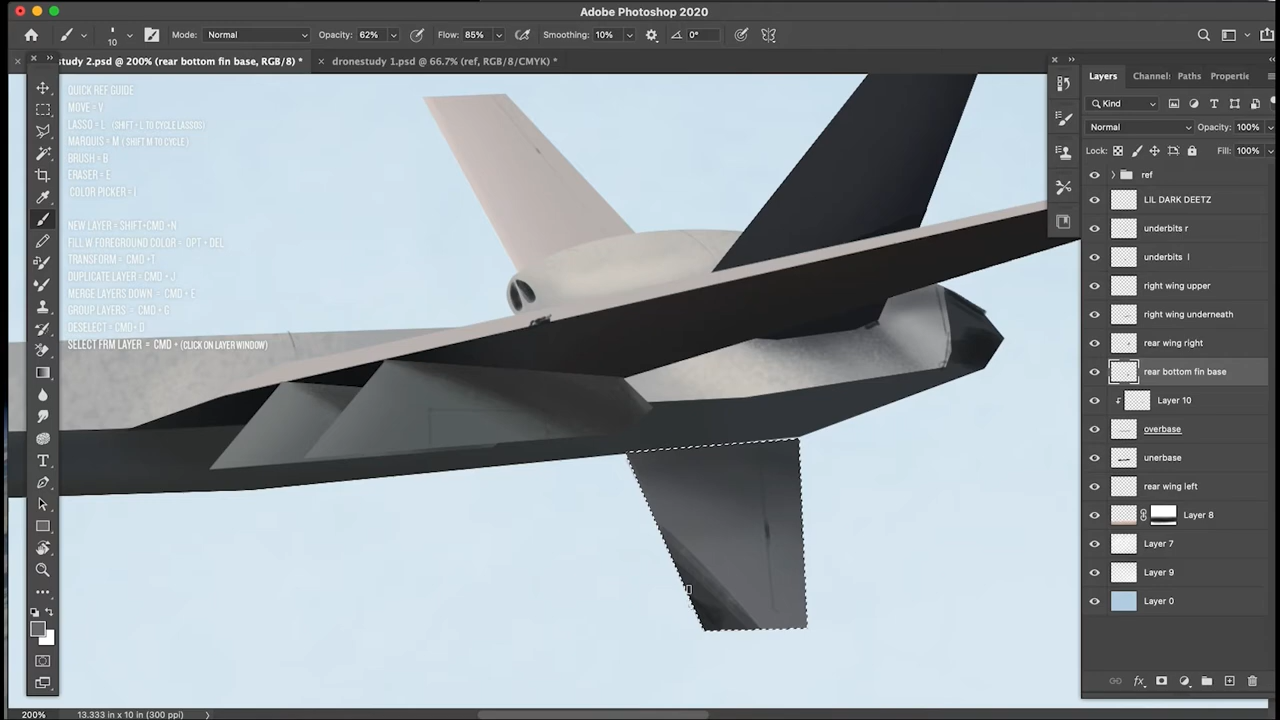 Adobe Photoshop 2020
10
Mode: Normal
Opacity: 62%
Flow: 85%
Smoothing: 10%
0°
study 2.psd @ 200% (rear bottom fin base, RGB/8) *
dronestudy 1.psd @ 66.7% (ref, RGB/8/CMYK) *
QUICK REF GUIDE
MOVE = V
LASSO = L (SHIFT + L TO CYCLE LASSOS)
MARQUIS = M ( SHIFT M TO CYCLE )
BRUSH = B
ERASER = E
COLOR PICKER = I
NEW LAYER = SHIFT+CMD +N
FILL W FOREGROUND COLOR = OPT + DEL
TRANSFORM = CMD +T
DUPLICATE LAYER = CMD + J
MERGE LAYERS DOWN = CMD + E
GROUP LAYERS = CMD + G
DESELECT = CMD+ D
SELECT FRM LAYER = CMD + (CLICK ON LAYER WINDOW)
Layers
Channel:
Paths
Propertie
Kind
Normal
Opacity: 100%
Lock:
Fill: 100%
ref
LIL DARK DEETZ
underbits r
underbits l
right wing upper
right wing underneath
rear wing right
rear bottom fin base
Layer 10
overbase
unerbase
rear wing left
Layer 8
Layer 7
Layer 9
Layer 0
200%
13.333 in x 10 in (300 ppi)